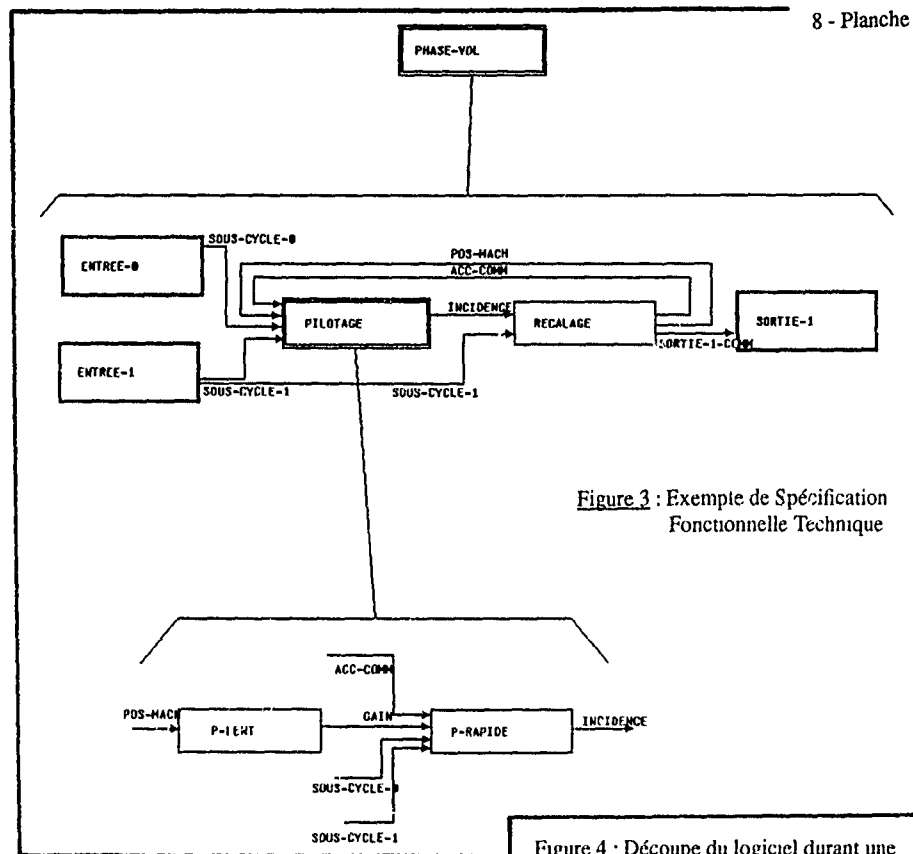 8 - Planche
PHASE-VOL
SOUS-CYCLE-0
ENTREE-0
POS-MACH
ACC-COMM
INCIDENCE
PILOTAGE
RECALAGE
SORTIE-1
SORTIE-1-COMM
ENTREE-1
SOUS-CYCLE-1
SOUS-CYCLE-1
Figure 3 : Exemple de Spécification
Fonctionnelle Technique
ACC-COMM
POS-MACH
GAIN
INCIDENCE
P-LENT
P-RAPIDE
SOUS-CYCLE-0
SOUS-CYCLE-1
Figure 4 : Découpe du logiciel durant une